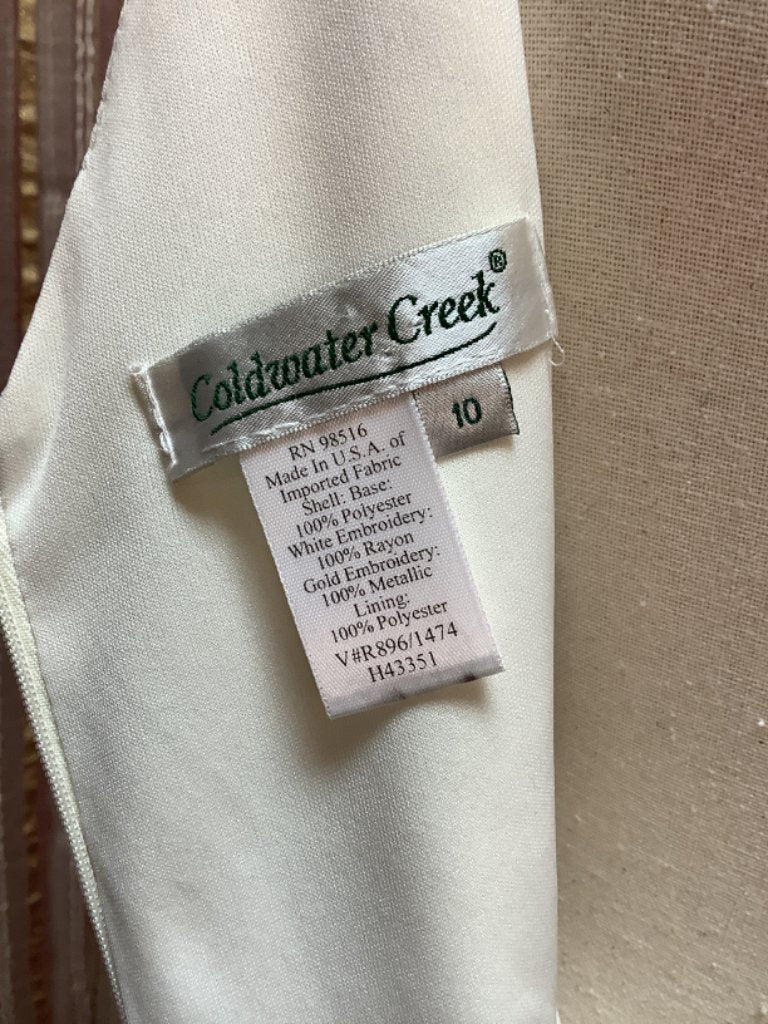 Coldwater Creek®
10
RN 98516
Made In U.S.A. of
Imported Fabric
Shell: Base:
100% Polyester
White Embroidery:
100% Rayon
Gold Embroidery:
100% Metallic
Lining:
100% Polyester
V#R896/1474
H43351